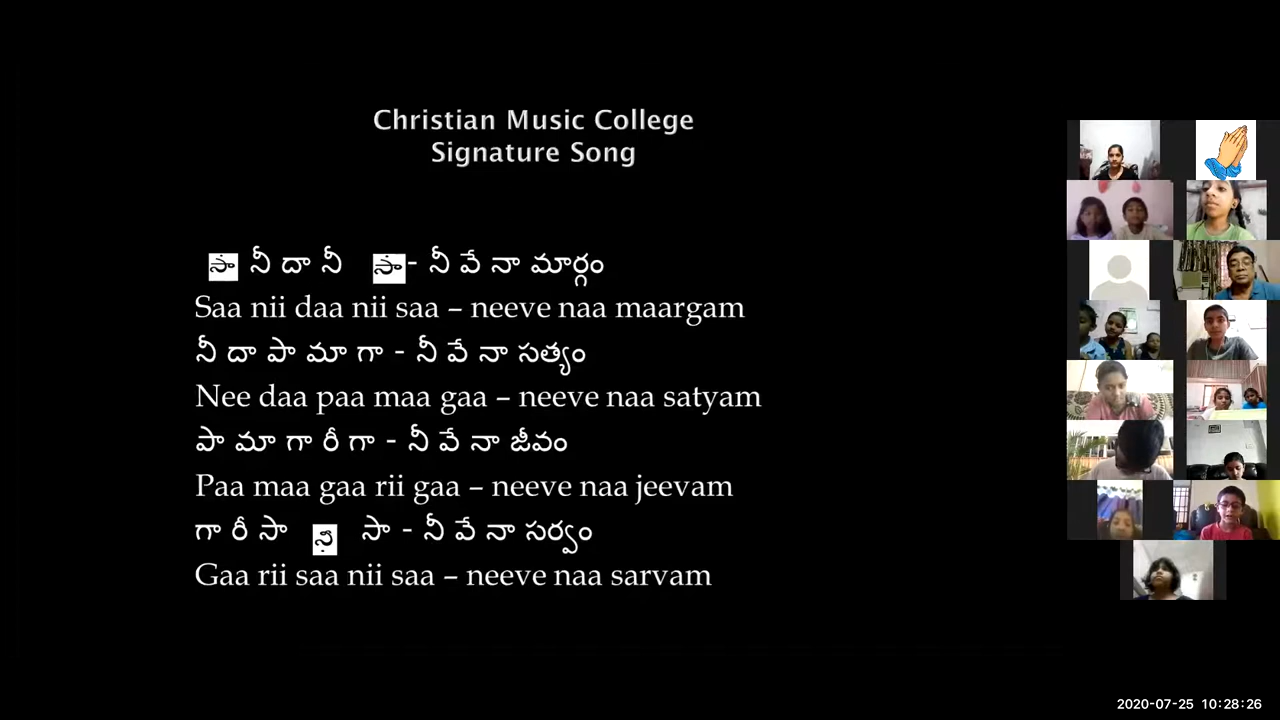 Christian Music College
Signature Song
సా̇ నీ దా నీ సా̇ - నీ వే నా మార్గం
Saa nii daa nii saa – neeve naa maargam
నీ దా పా మా గా - నీ వే నా సత్యం
Nee daa paa maa gaa – neeve naa satyam
పా మా గా రీ గా - నీ వే నా జీవం
Paa maa gaa rii gaa – neeve naa jeevam
గా రీ సా నీ̣ సా - నీ వే నా సర్వం
Gaa rii saa nii saa – neeve naa sarvam
2020-07-25 10:28:26